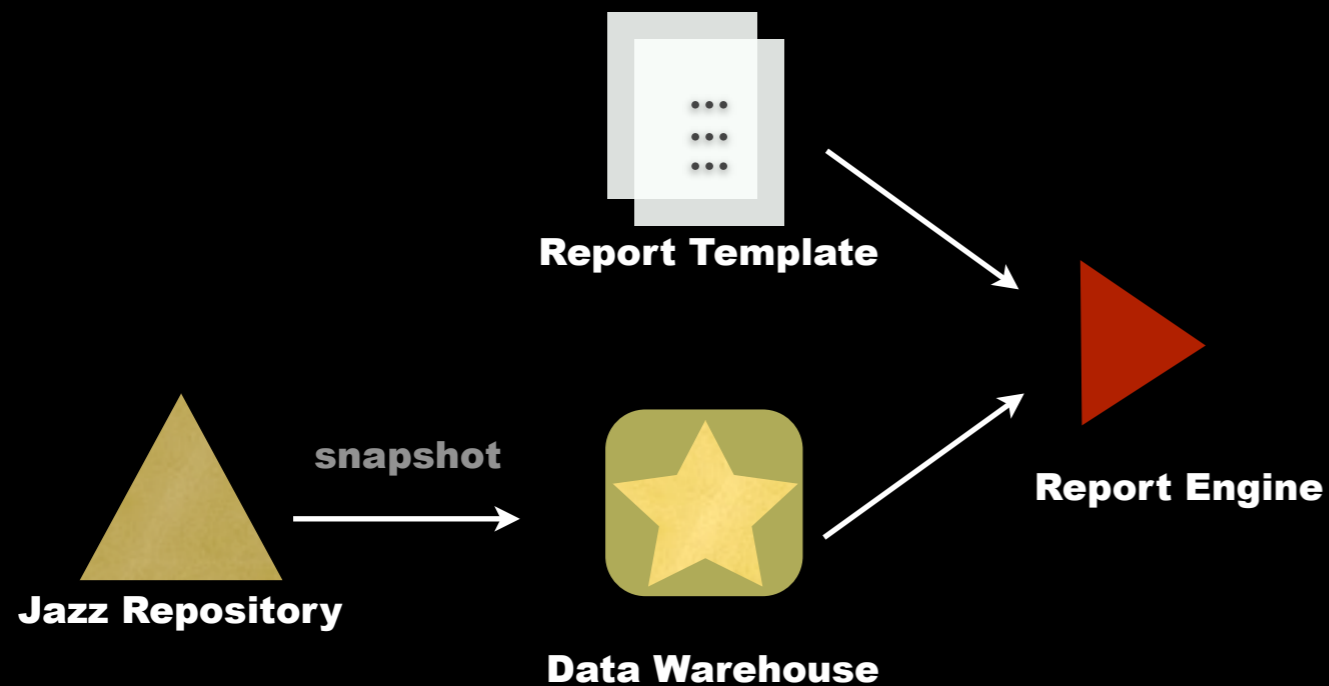 Report Template
snapshot
Report Engine
Jazz Repository
Data Warehouse